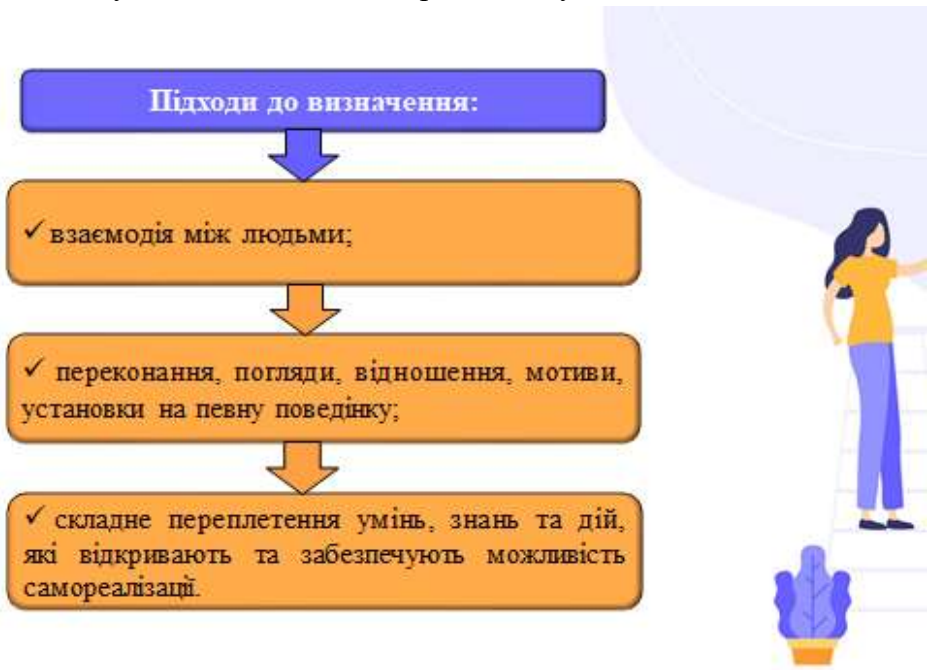 Підходи до визначення:
✓ взаємодія між людьми;
✓ переконання, погляди, відношення, мотиви,
установки на певну поведінку;
✓ складне переплетення умінь, знань та дій,
які відкривають та забезпечують можливість
самореалізації.